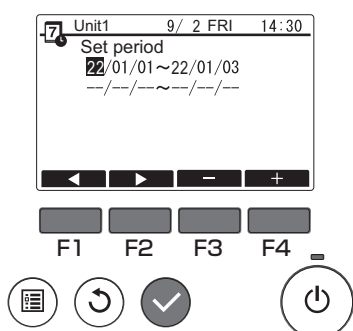 7 Unit1 9/ 2 FRI 14:30
Set period
22/01/01～22/01/03
--/--/--～--/--/--
◀ ▶ − +
F1 F2 F3 F4